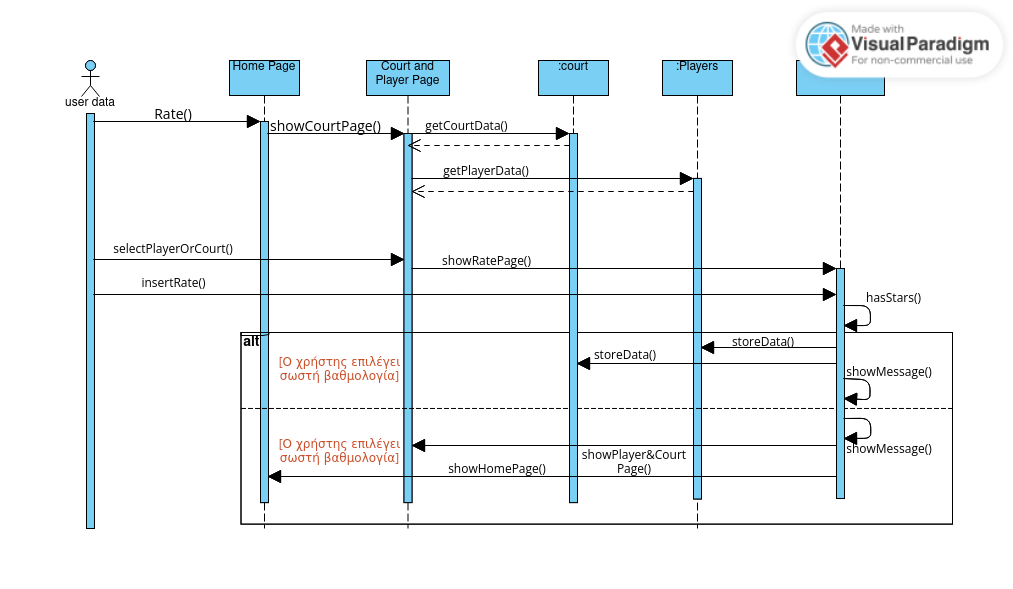 Made with
Visual Paradigm
For non-commercial use
Home Page
Court and
Player Page
:court
:Players
user data
Rate()
showCourtPage()
getCourtData()
getPlayerData()
selectPlayerOrCourt()
showRatePage()
insertRate()
hasStars()
alt
storeData()
storeData()
[Ο χρήστης επιλέγει
σωστή βαθμολογία]
showMessage()
[Ο χρήστης επιλέγει
σωστή βαθμολογία]
showMessage()
showPlayer&Court
Page()
showHomePage()